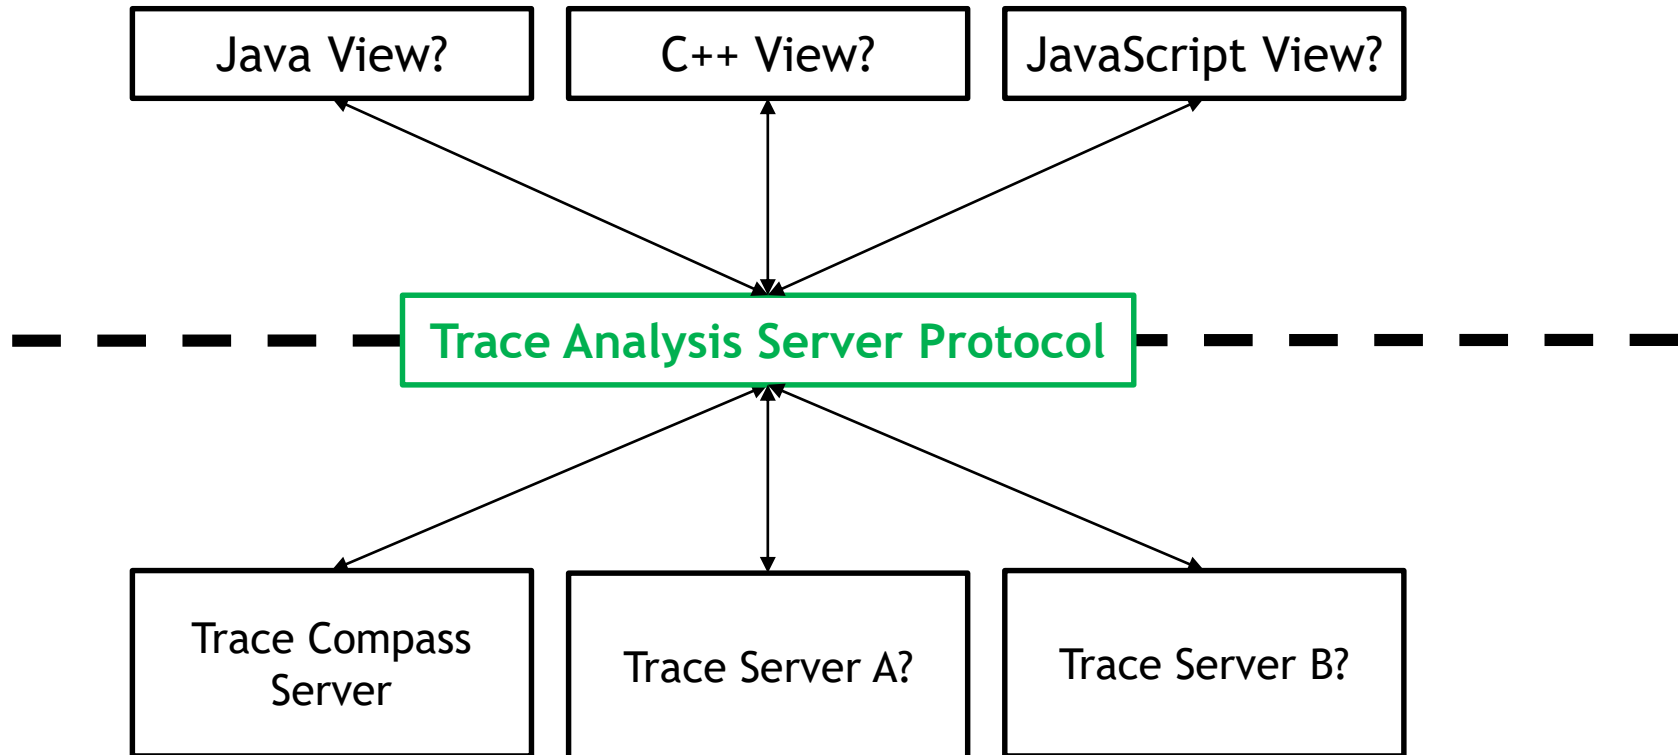 Java View?
C++ View?
JavaScript View?
Trace Analysis Server Protocol
Trace Compass
Server
Trace Server A?
Trace Server B?